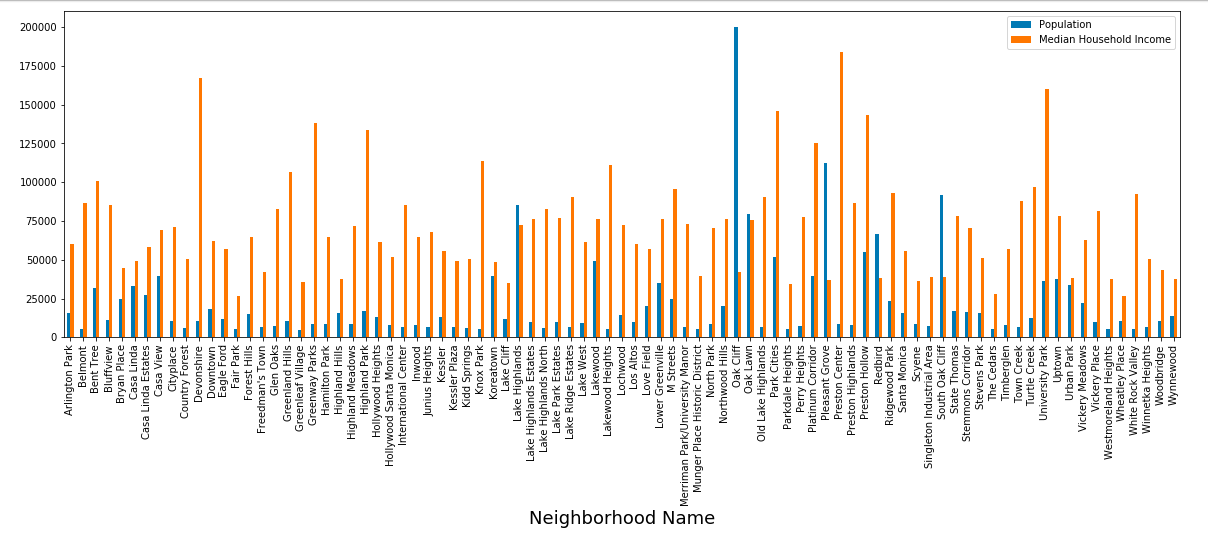 200000
175000
150000
125000
100000
75000
50000
25000
0
Population
Median Household Income
Arlington Park
Belmont
Bent Tree
Bluffview
Bryan Place
Casa Linda
Casa Linda Estates
Casa View
Cityplace
Country Forest
Devonshire
Downtown
Eagle Ford
Fair Park
Forest Hills
Freedman's Town
Glen Oaks
Greenland Hills
Greenleaf Village
Greenway Parks
Hamilton Park
Highland Hills
Highland Meadows
Highland Park
Hollywood Heights
Hollywood Santa Monica
International Center
Inwood
Junius Heights
Kessler
Kessler Plaza
Kidd Springs
Knox Park
Koreatown
Lake Cliff
Lake Highlands
Lake Highlands Estates
Lake Highlands North
Lake Park Estates
Lake Ridge Estates
Lake West
Lakewood
Lakewood Heights
Lochwood
Los Altos
Love Field
Lower Greenville
M Streets
Merriman Park/University Manor
Munger Place Historic District
North Park
Northwood Hills
Oak Cliff
Oak Lawn
Old Lake Highlands
Park Cities
Parkdale Heights
Perry Heights
Platinum Corridor
Pleasant Grove
Preston Center
Preston Highlands
Preston Hollow
Redbird
Ridgewood Park
Santa Monica
Scyene
Singleton Industrial Area
South Oak Cliff
State Thomas
Stemmons Corridor
Stevens Park
The Cedars
Timberglen
Town Creek
Turtle Creek
University Park
Uptown
Urban Park
Vickery Meadows
Vickery Place
Westmoreland Heights
Wheatley Place
White Rock Valley
Winnetka Heights
Woodbridge
Wynnewood
Neighborhood Name